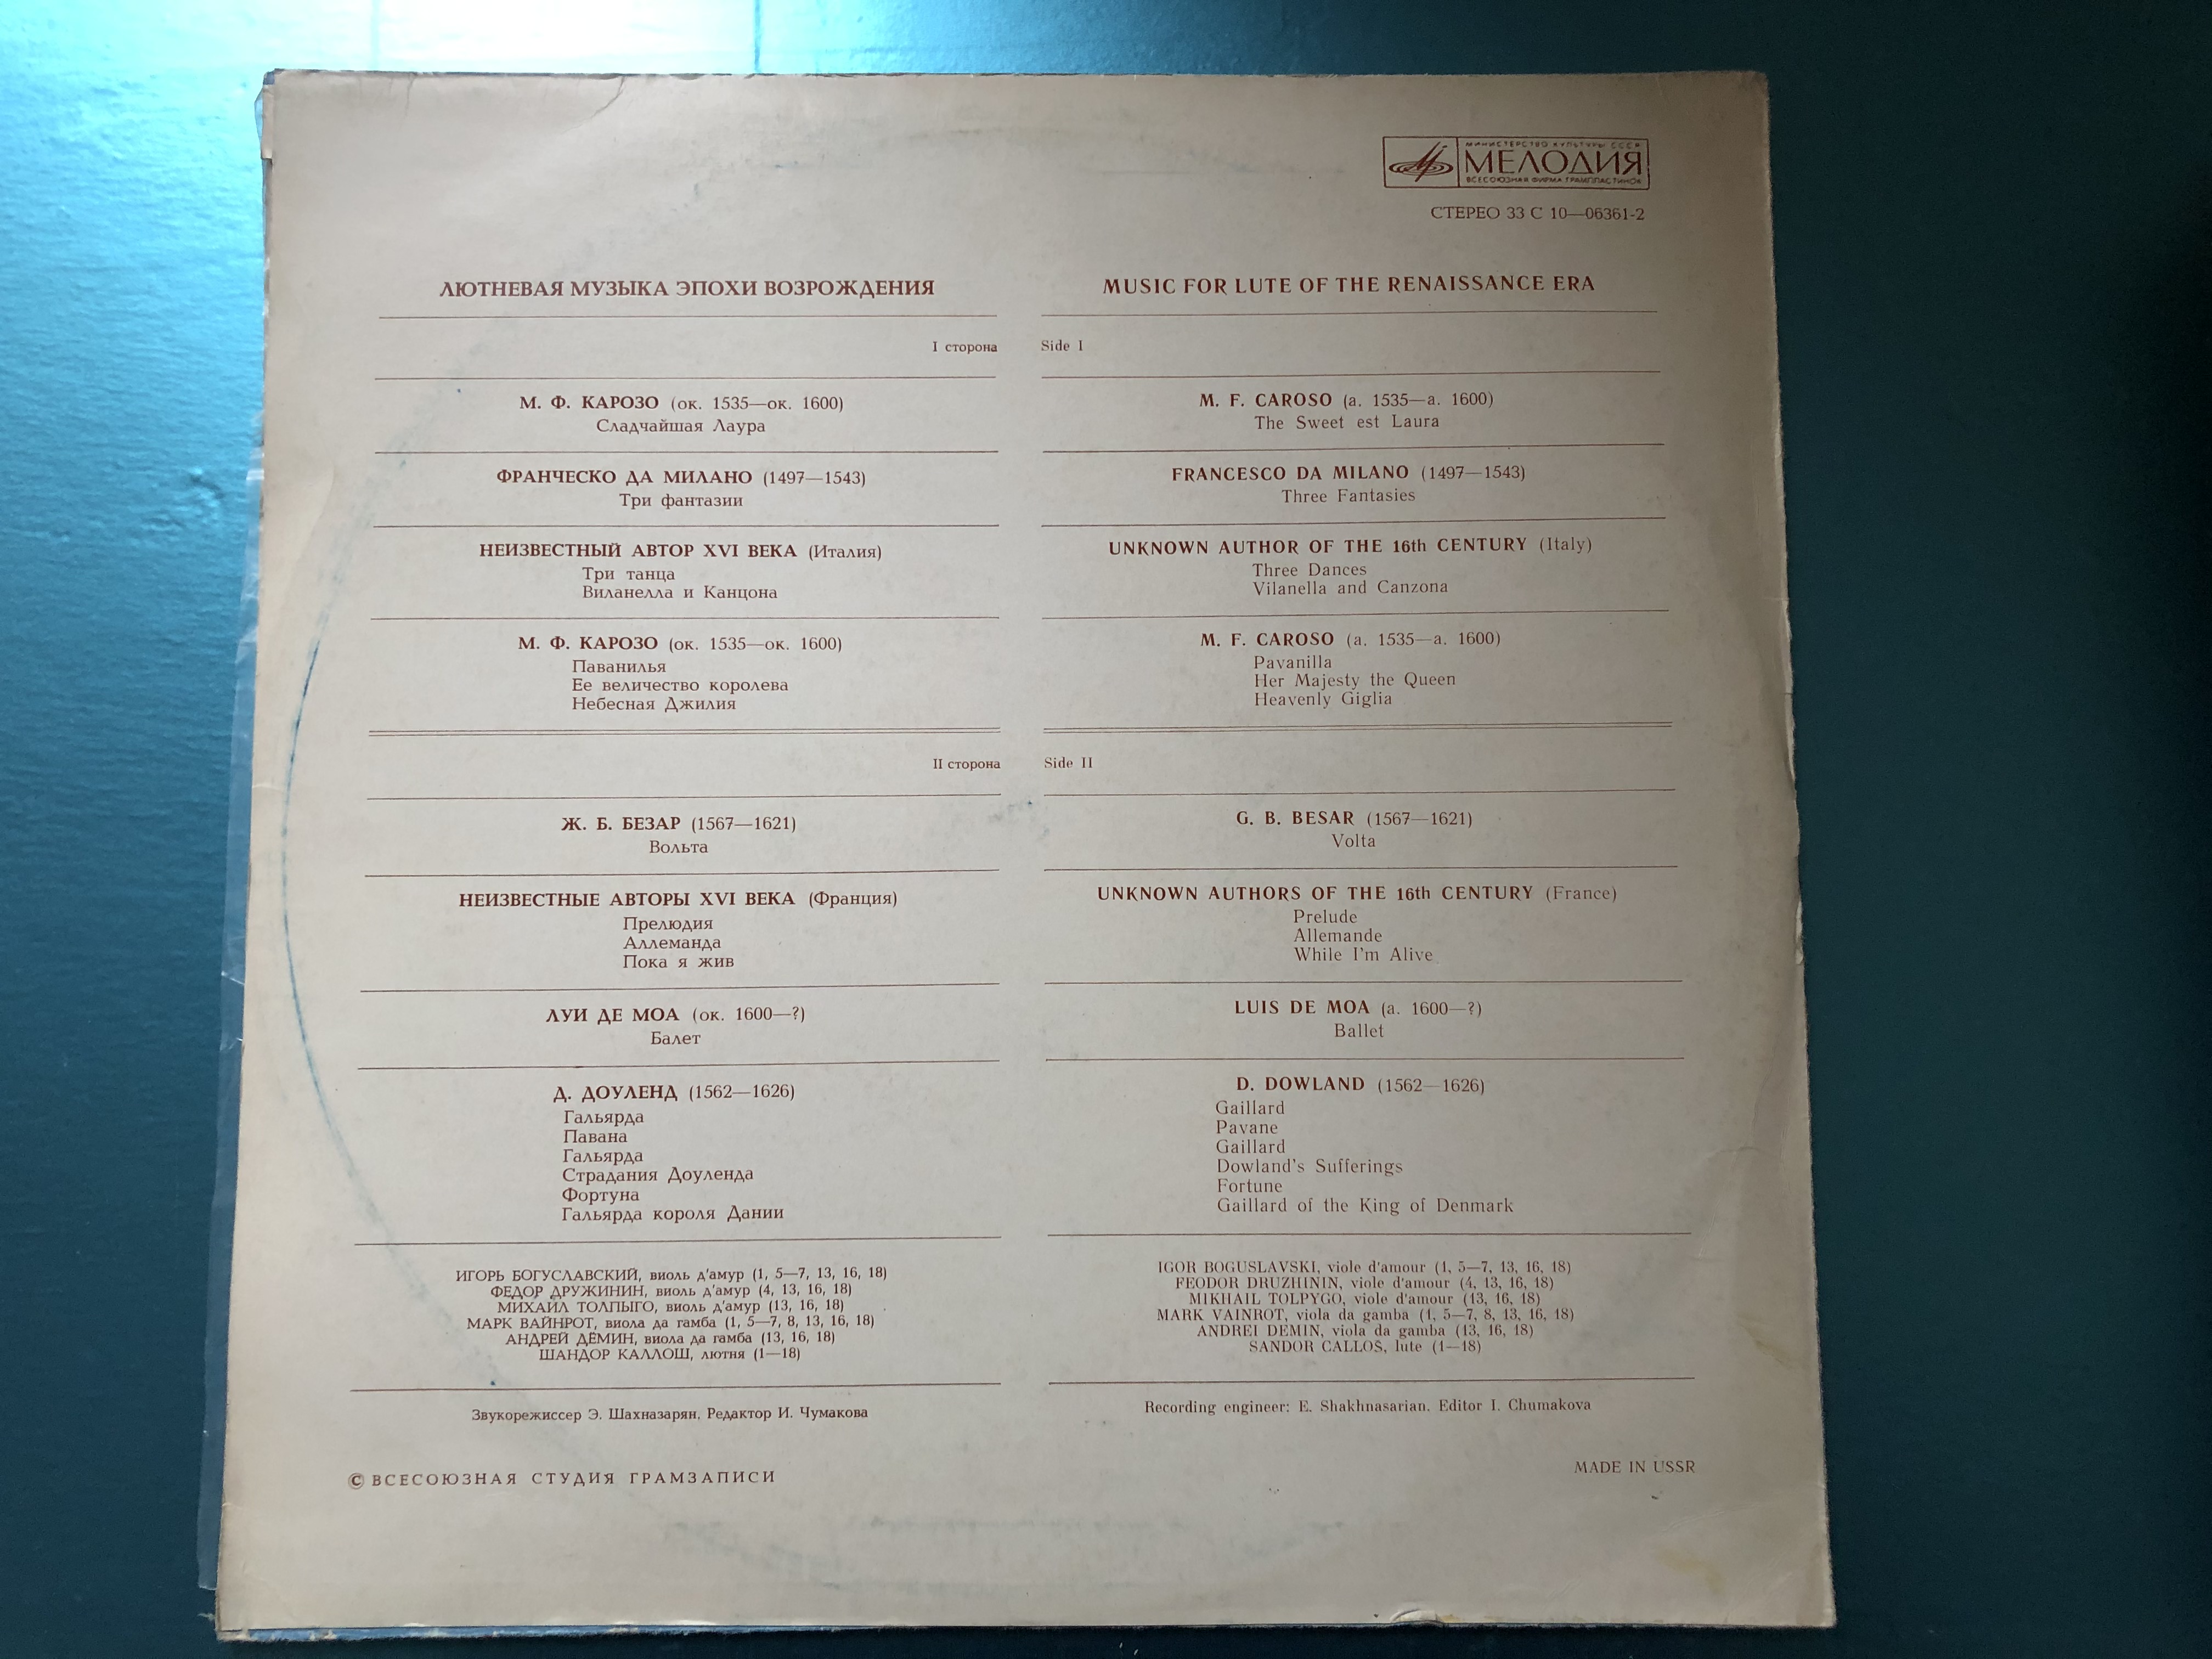 МИНИСТЕРСТВО КУЛЬТУРЫ СССР
МЕЛОДИЯ
ВСЕСОЮЗНАЯ ФИРМА ГРАМПЛАСТИНОК
СТЕРЕО 33 С 10—06361-2
ЛЮТНЕВАЯ МУЗЫКА ЭПОХИ ВОЗРОЖДЕНИЯ
I сторона
М. Ф. КАРОЗО (ок. 1535—ок. 1600)
Сладчайшая Лаура
ФРАНЧЕСКО ДА МИЛАНО (1497—1543)
Три фантазии
НЕИЗВЕСТНЫЙ АВТОР XVI ВЕКА (Италия)
Три танца
Виланелла и Канцона
М. Ф. КАРОЗО (ок. 1535—ок. 1600)
Паванилья
Ее величество королева
Небесная Джилия
II сторона
Ж. Б. БЕЗАР (1567—1621)
Вольта
НЕИЗВЕСТНЫЕ АВТОРЫ XVI ВЕКА (Франция)
Прелюдия
Аллеманда
Пока я жив
ЛУИ ДЕ МОА (ок. 1600—?)
Балет
Д. ДОУЛЕНД (1562—1626)
Гальярда
Павана
Гальярда
Страдания Доуленда
Фортуна
Гальярда короля Дании
ИГОРЬ БОГУСЛАВСКИЙ, виоль д'амур (1, 5—7, 13, 16, 18)
ФЕДОР ДРУЖИНИН, виоль д'амур (4, 13, 16, 18)
МИХАИЛ ТОЛПЫГО, виоль д'амур (13, 16, 18)
МАРК ВАЙНРОТ, виола да гамба (1, 5—7, 8, 13, 16, 18)
АНДРЕЙ ДЁМИН, виола да гамба (13, 16, 18)
ШАНДОР КАЛЛОШ, лютня (1—18)
Звукорежиссер Э. Шахназарян, Редактор И. Чумакова
© ВСЕСОЮЗНАЯ СТУДИЯ ГРАМЗАПИСИ
MUSIC FOR LUTE OF THE RENAISSANCE ERA
Side I
M. F. CAROSO (a. 1535—a. 1600)
The Sweet est Laura
FRANCESCO DA MILANO (1497—1543)
Three Fantasies
UNKNOWN AUTHOR OF THE 16th CENTURY (Italy)
Three Dances
Vilanella and Canzona
M. F. CAROSO (a. 1535—a. 1600)
Pavanilla
Her Majesty the Queen
Heavenly Giglia
Side II
G. B. BESAR (1567—1621)
Volta
UNKNOWN AUTHORS OF THE 16th CENTURY (France)
Prelude
Allemande
While I'm Alive
LUIS DE MOA (a. 1600—?)
Ballet
D. DOWLAND (1562—1626)
Gaillard
Pavane
Gaillard
Dowland's Sufferings
Fortune
Gaillard of the King of Denmark
IGOR BOGUSLAVSKI, viole d'amour (1, 5—7, 13, 16, 18)
FEODOR DRUZHININ, viole d'amour (4, 13, 16, 18)
MIKHAIL TOLPYGO, viole d'amour (13, 16, 18)
MARK VAINROT, viola da gamba (1, 5—7, 8, 13, 16, 18)
ANDREI DEMIN, viola da gamba (13, 16, 18)
SANDOR CALLOŠ, lute (1—18)
Recording engineer: E. Shakhnasarian. Editor I. Chumakova
MADE IN USSR